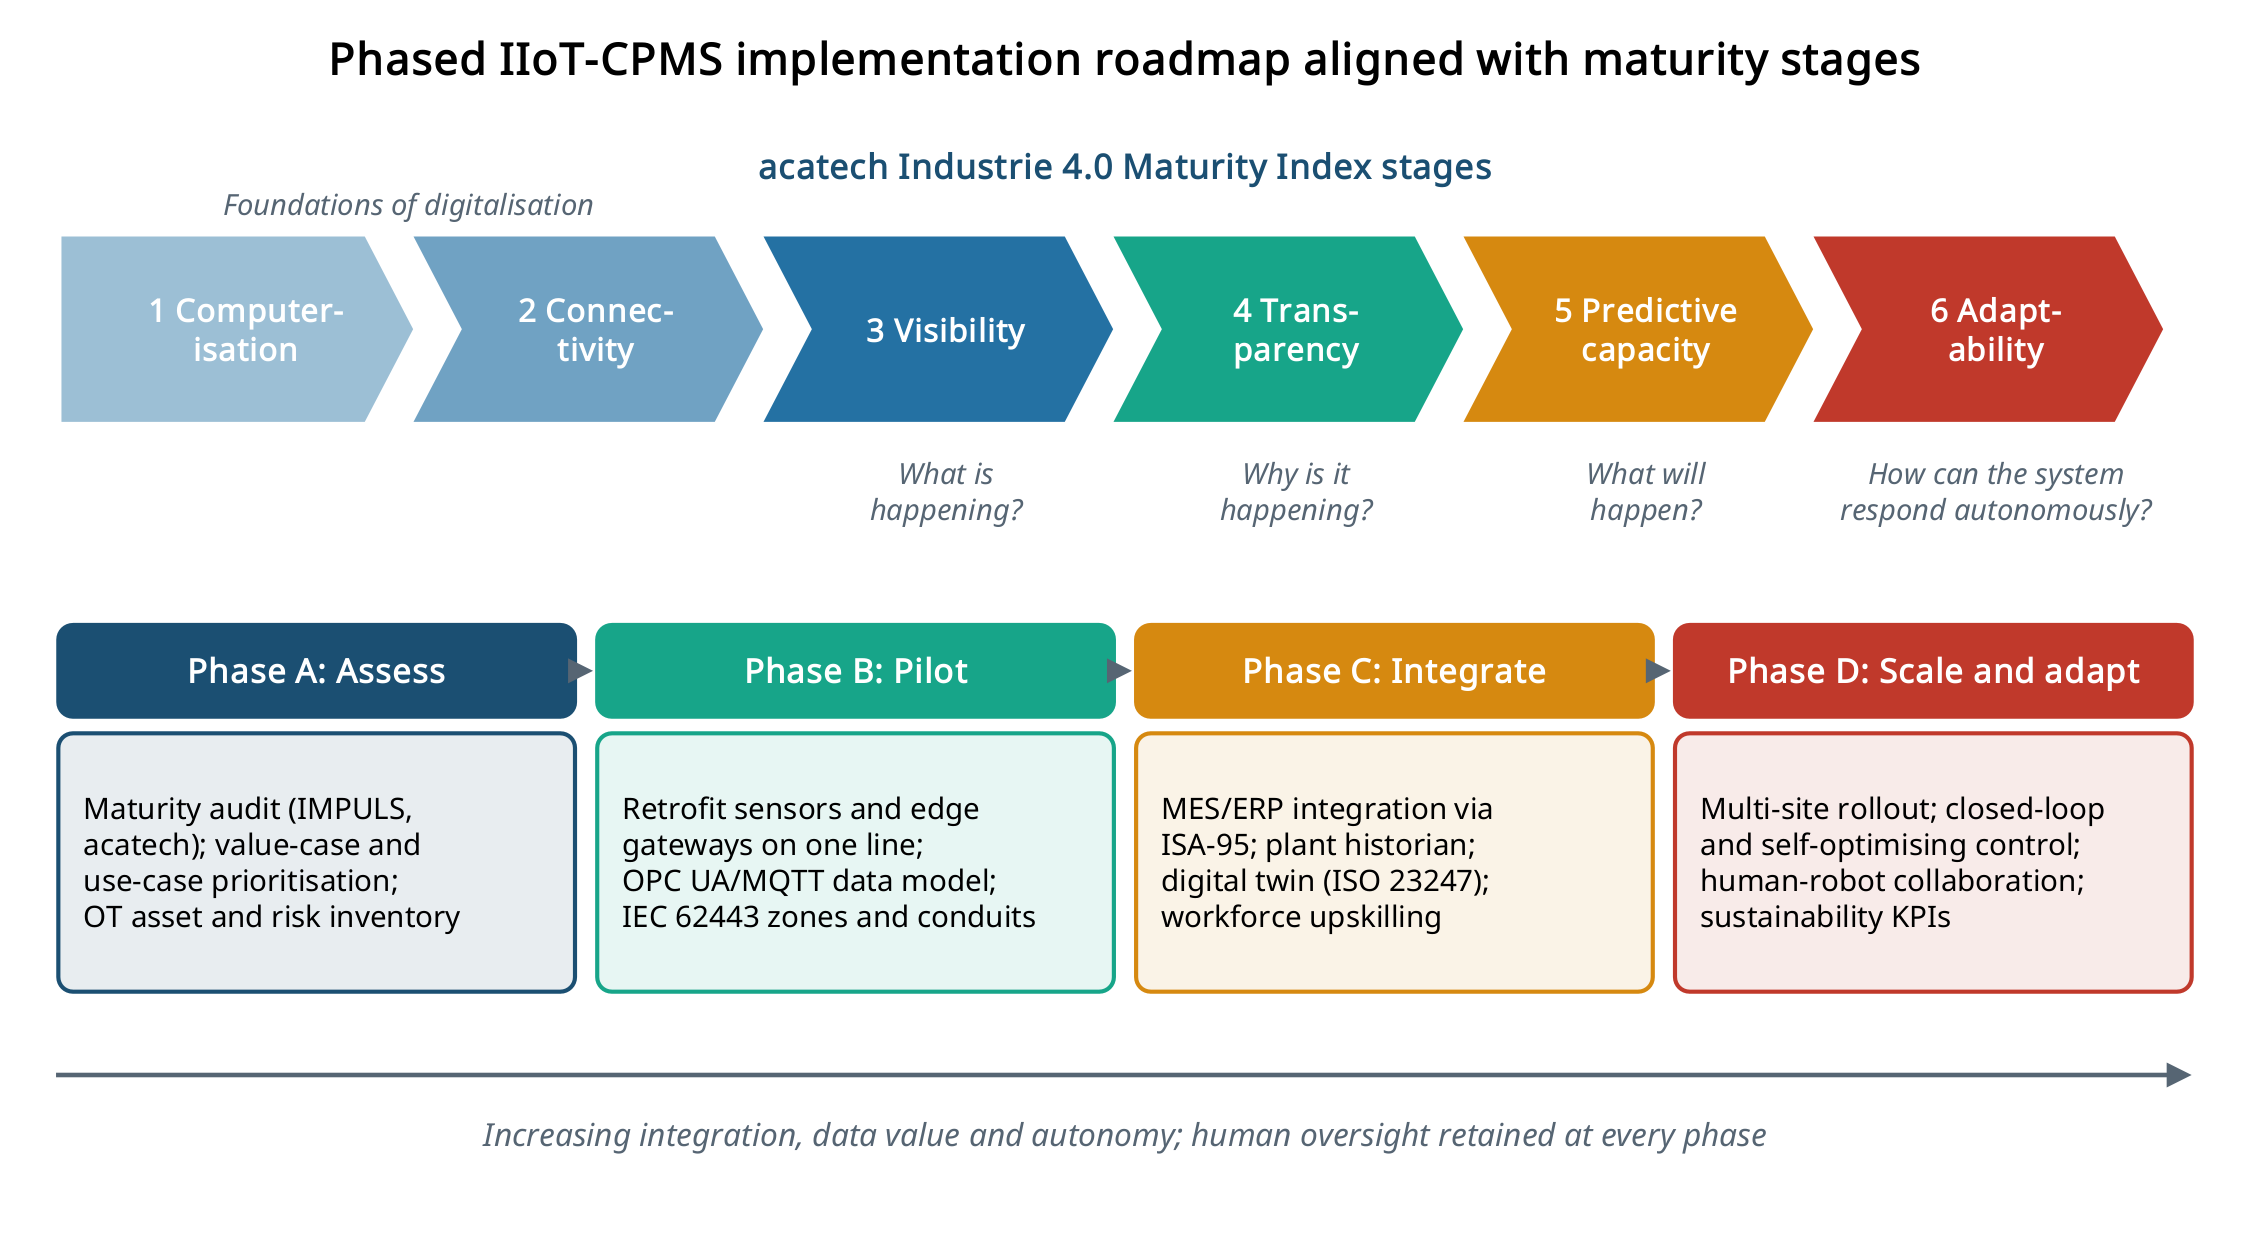 Phased IIoT-CPMS implementation roadmap aligned with maturity stages
acatech Industrie 4.0 Maturity Index stages
Foundations of digitalisation
1 Computer-
isation
2 Connec-
tivity
3 Visibility
4 Trans-
parency
5 Predictive
capacity
6 Adapt-
ability
What is
happening?
Why is it
happening?
What will
happen?
How can the system
respond autonomously?
Phase A: Assess
Maturity audit (IMPULS,
acatech); value-case and
use-case prioritisation;
OT asset and risk inventory
Phase B: Pilot
Retrofit sensors and edge
gateways on one line;
OPC UA/MQTT data model;
IEC 62443 zones and conduits
Phase C: Integrate
MES/ERP integration via
ISA-95; plant historian;
digital twin (ISO 23247);
workforce upskilling
Phase D: Scale and adapt
Multi-site rollout; closed-loop
and self-optimising control;
human-robot collaboration;
sustainability KPIs
Increasing integration, data value and autonomy; human oversight retained at every phase